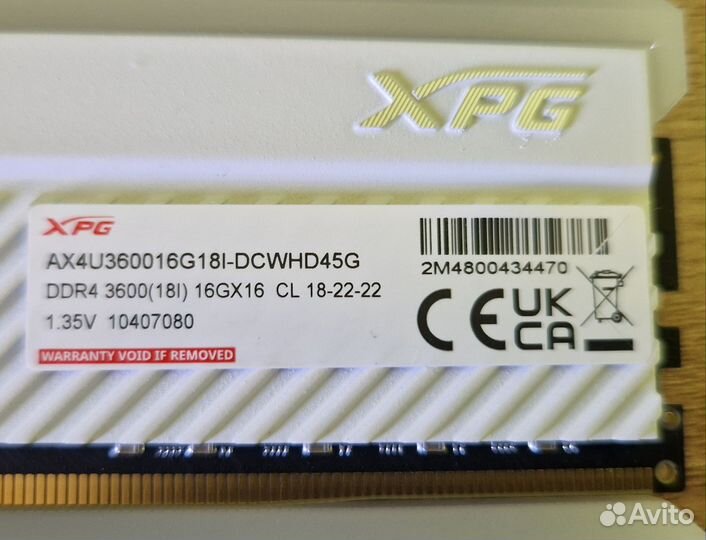 XPG
XPG
AX4U360016G18I-DCWHD45G
DDR4 3600(18I) 16GX16 CL 18-22-22
1.35V 10407080
WARRANTY VOID IF REMOVED
2M4800434470
CE UK
CA
Avito